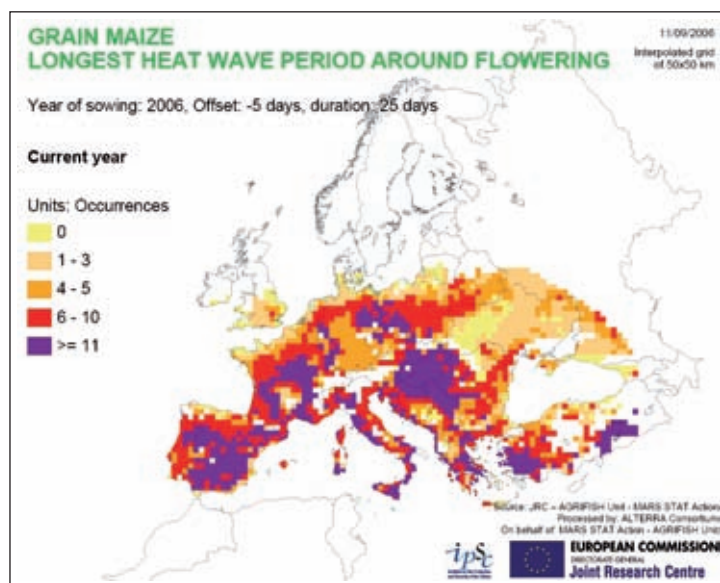 GRAIN MAIZE
LONGEST HEAT WAVE PERIOD AROUND FLOWERING
11/09/2006
Interpolated grid
of 50x50 km
Year of sowing: 2006, Offset: -5 days, duration: 25 days
Current year
Units: Occurrences
0
1 - 3
4 - 5
6 - 10
>= 11
Source: JRC – AGRIFISH Unit - MARS STAT Action
Processed by: ALTERRA Consortium
On behalf of: MARS STAT Action - AGRIFISH Unit
ipsc
EUROPEAN COMMISSION
DIRECTORATE GENERAL
Joint Research Centre